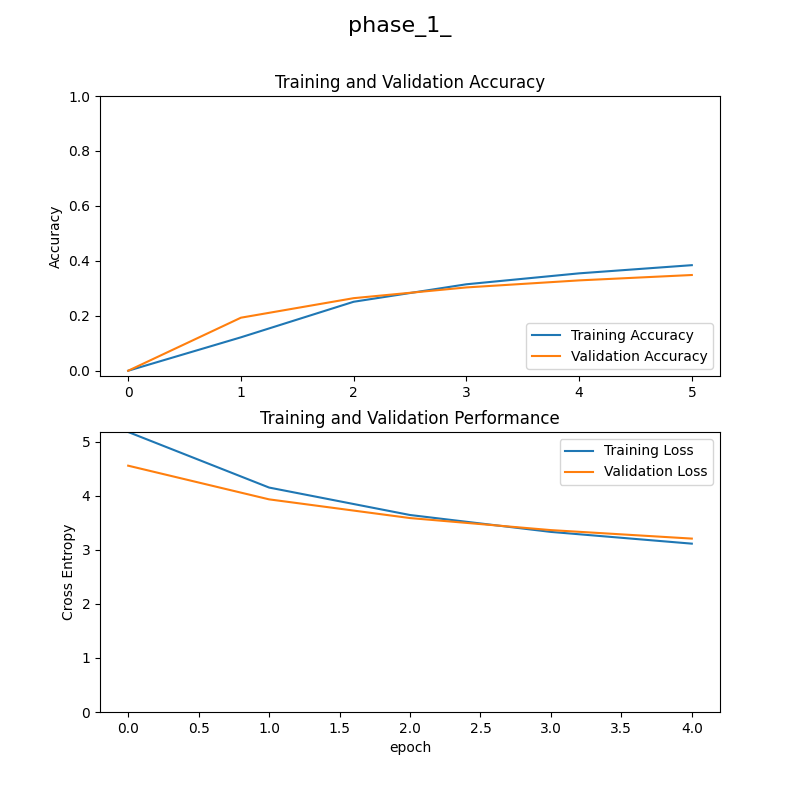 phase_1_
Training and Validation Accuracy
Accuracy
1.0
0.8
0.6
0.4
0.2
0.0
Training Accuracy
Validation Accuracy
0 1 2 3 4 5
Training and Validation Performance
Cross Entropy
5
4
3
2
1
0
Training Loss
Validation Loss
0.0 0.5 1.0 1.5 2.0 2.5 3.0 3.5 4.0
epoch